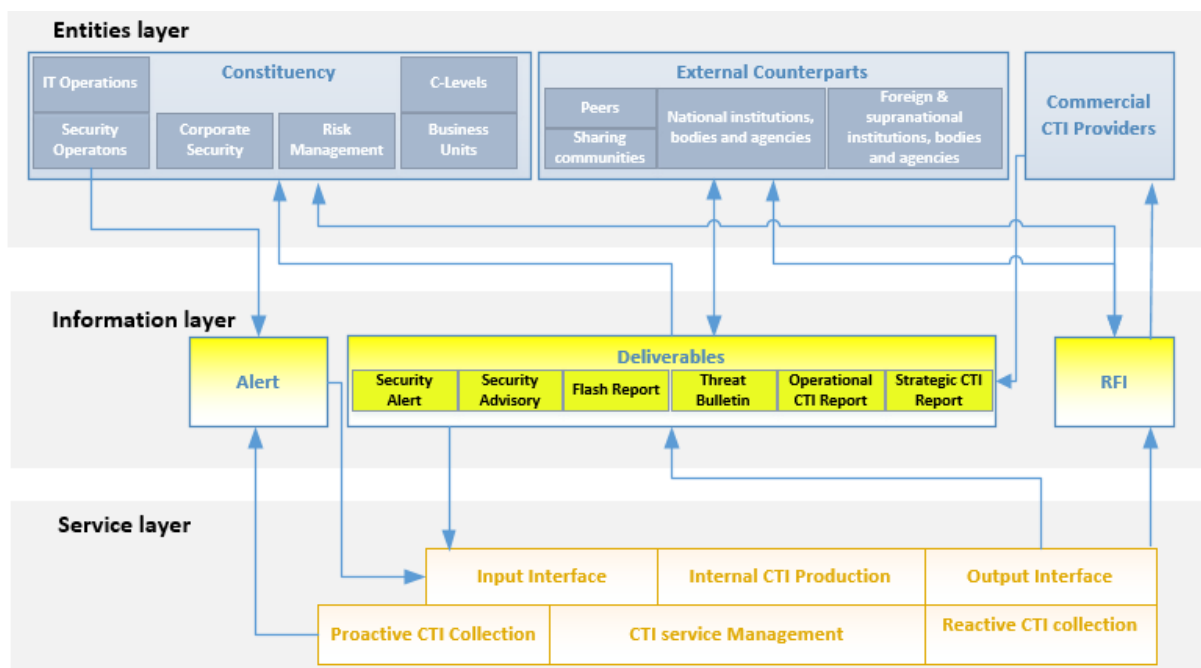 Entities layer
IT Operations
Constituency
C-Levels
Security
Operatons
Corporate
Security
Risk
Management
Business
Units
External Counterparts
Peers
Sharing
communities
National institutions,
bodies and agencies
Foreign &
supranational
institutions, bodies
and agencies
Commercial
CTI Providers
Information layer
Alert
Deliverables
Security
Alert
Security
Advisory
Flash Report
Threat
Bulletin
Operational
CTI Report
Strategic CTI
Report
RFI
Service layer
Input Interface
Internal CTI Production
Output Interface
Proactive CTI Collection
CTI service Management
Reactive CTI collection